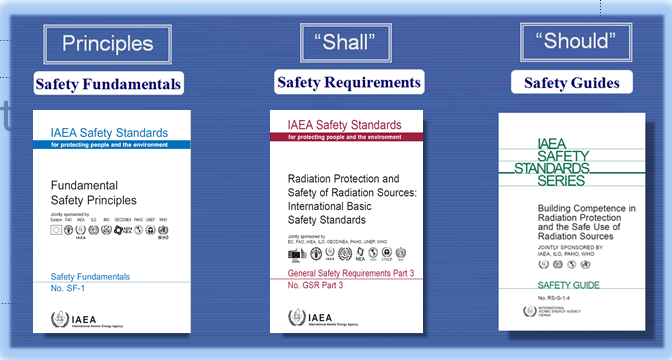 Principles
Safety Fundamentals
IAEA Safety Standards
for protecting people and the environment
Fundamental
Safety Principles
Jointly sponsored by
Euratom FAO IAEA ILO IMO OECD/NEA PAHO UNEP WHO
IAEA
NEA
WHO
Safety Fundamentals
No. SF-1
IAEA
International Atomic Energy Agency
“Shall”
Safety Requirements
IAEA Safety Standards
for protecting people and the environment
Radiation Protection and
Safety of Radiation Sources:
International Basic
Safety Standards
Jointly sponsored by
EC, FAO, IAEA, ILO, OECD/NEA, PAHO, UNEP, WHO
IAEA
NEA
UNEP
General Safety Requirements Part 3
No. GSR Part 3
IAEA
International Atomic Energy Agency
“Should”
Safety Guides
IAEA
SAFETY
STANDARDS
SERIES
Building Competence in
Radiation Protection
and the Safe Use of
Radiation Sources
JOINTLY SPONSORED BY
IAEA, ILO, PAHO, WHO
SAFETY GUIDE
No. RS-G-1.4
INTERNATIONAL
ATOMIC ENERGY AGENCY
VIENNA
t